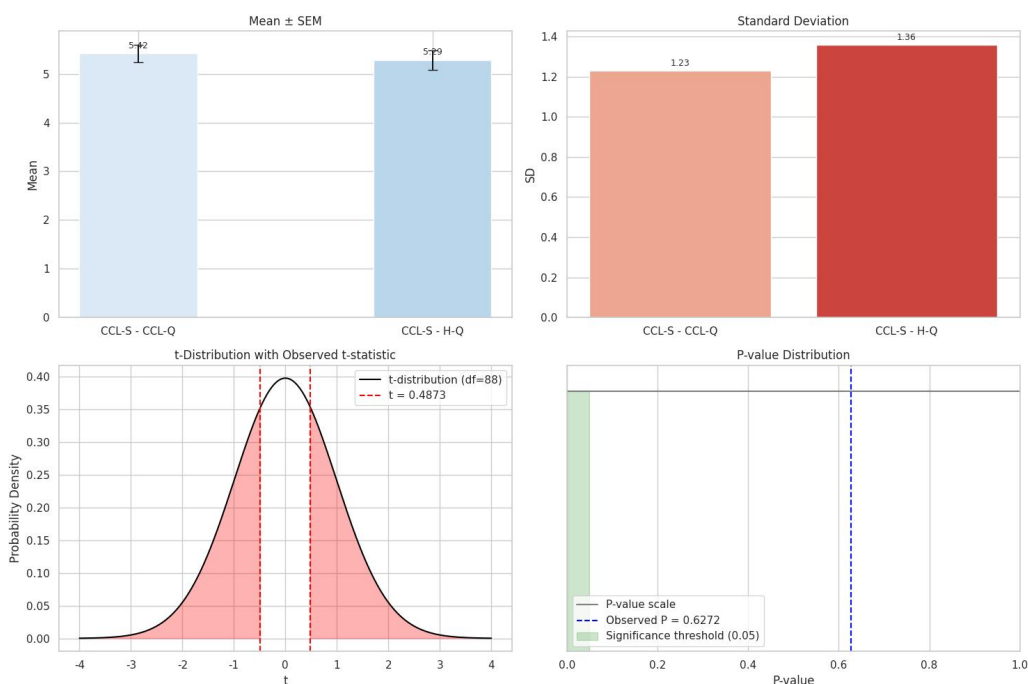 Mean ± SEM
5.42
5.29
5
4
3
2
1
0
Mean
CCL-S - CCL-Q
CCL-S - H-Q
Standard Deviation
1.36
1.23
1.4
1.2
1.0
0.8
0.6
0.4
0.2
0.0
SD
CCL-S - CCL-Q
CCL-S - H-Q
t-Distribution with Observed t-statistic
t-distribution (df=88)
t = 0.4873
0.40
0.35
0.30
0.25
0.20
0.15
0.10
0.05
0.00
Probability Density
-4 -3 -2 -1 0 1 2 3 4
t
P-value Distribution
P-value scale
Observed P = 0.6272
Significance threshold (0.05)
0.0 0.2 0.4 0.6 0.8 1.0
P-value